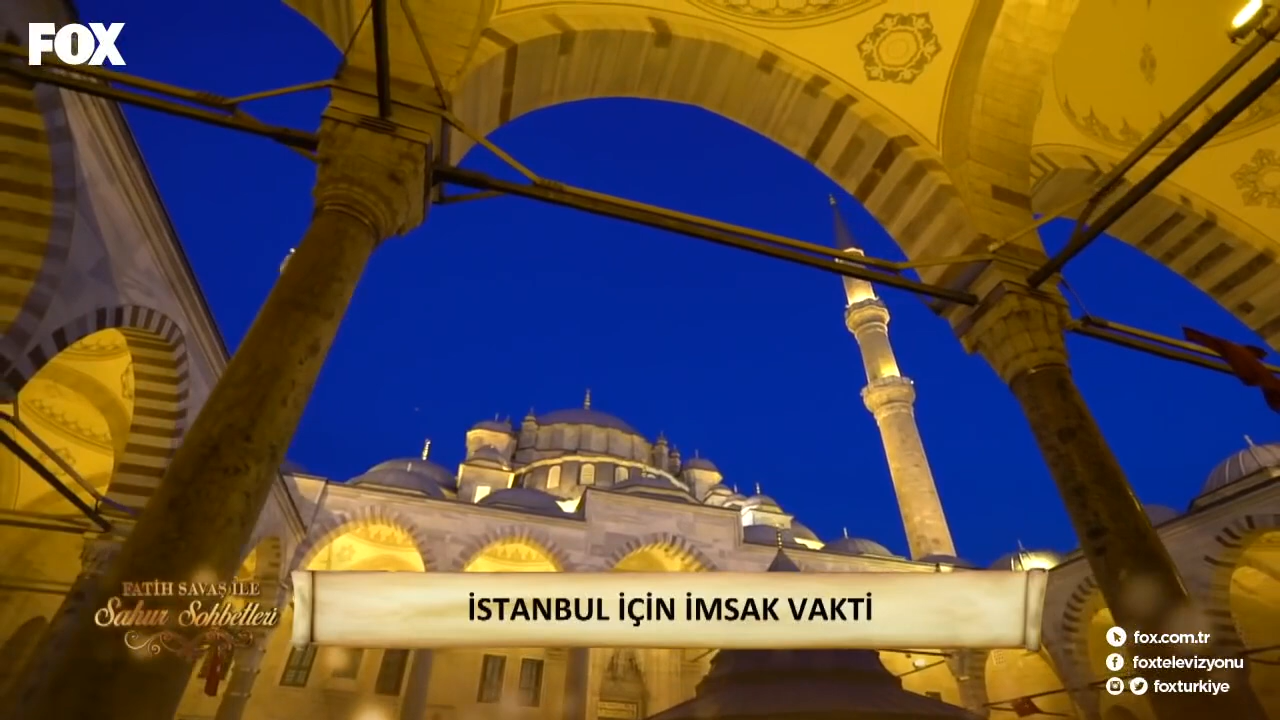 FOX
FATİH SAVAŞ İLE
Sahur Sohbetleri
İSTANBUL İÇİN İMSAK VAKTİ
fox.com.tr
foxtelevizyonu
foxturkiye